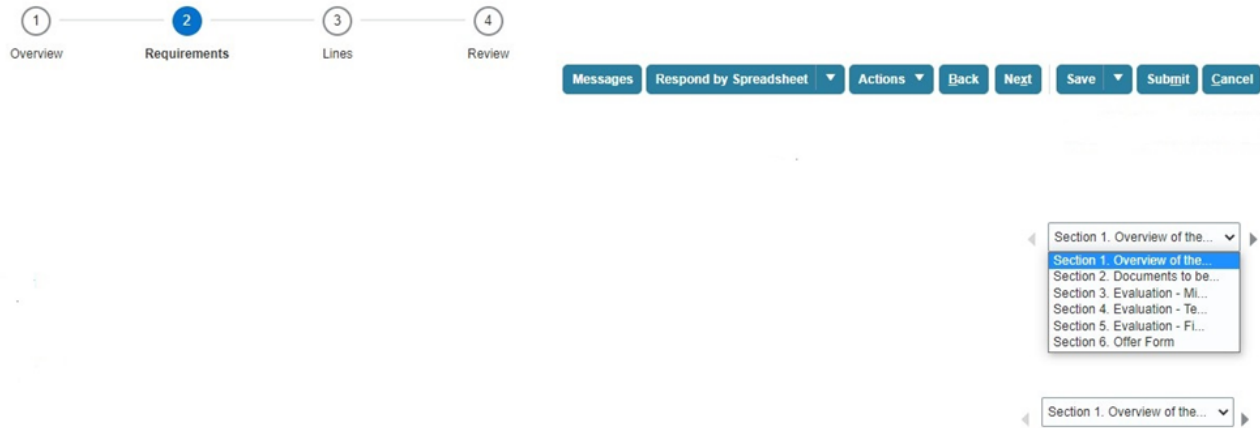 1 2 3 4
Overview Requirements Lines Review
Messages Respond by Spreadsheet Actions Back Next Save Submit Cancel
Section 1. Overview of the...
Section 1. Overview of the...
Section 2. Documents to be...
Section 3. Evaluation - Mi...
Section 4. Evaluation - Te...
Section 5. Evaluation - Fi...
Section 6. Offer Form
Section 1. Overview of the...